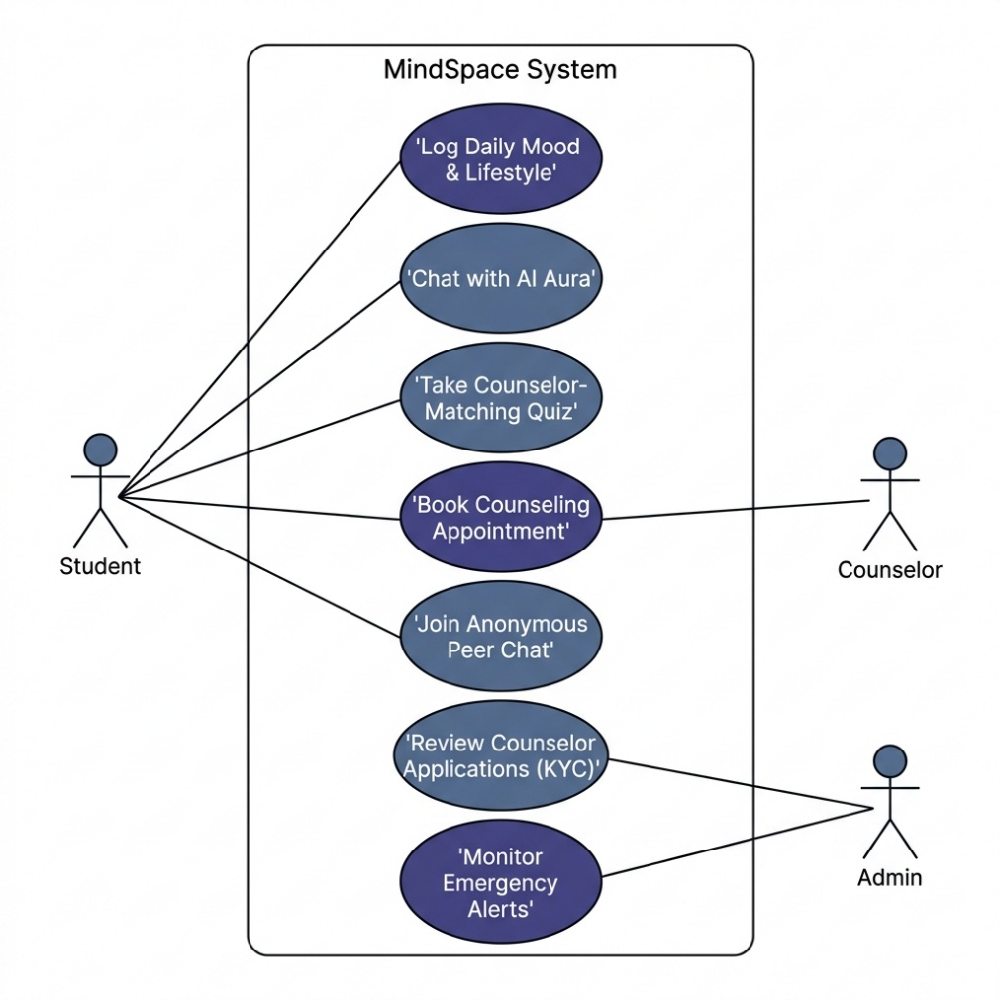 MindSpace System
'Log Daily Mood
& Lifestyle'
'Chat with AI Aura'
'Take Counselor-
Matching Quiz'
'Book Counseling
Appointment'
'Join Anonymous
Peer Chat'
'Review Counselor
Applications (KYC)'
'Monitor
Emergency
Alerts'
Student
Counselor
Admin